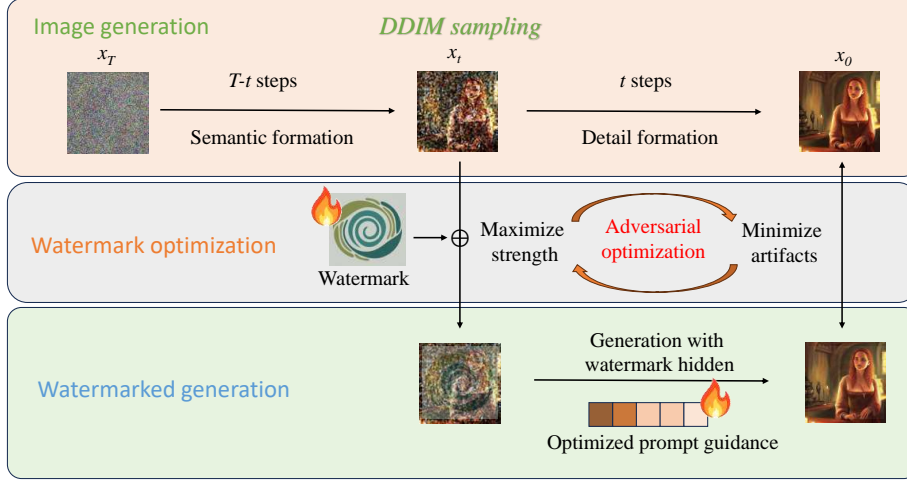 Image generation
DDIM sampling
x_T
x_t
x_0
T-t steps
t steps
Semantic formation
Detail formation
Watermark optimization
Watermark
Maximize
strength
Adversarial
optimization
Minimize
artifacts
Watermarked generation
Generation with
watermark hidden
Optimized prompt guidance